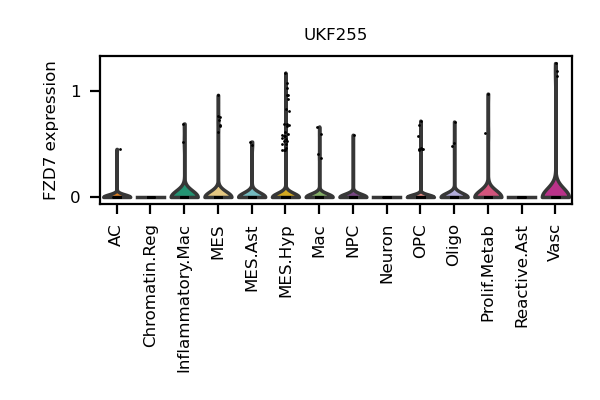 UKF255
FZD7 expression
1
0
AC
Chromatin.Reg
Inflammatory.Mac
MES
MES.Ast
MES.Hyp
Mac
NPC
Neuron
OPC
Oligo
Prolif.Metab
Reactive.Ast
Vasc